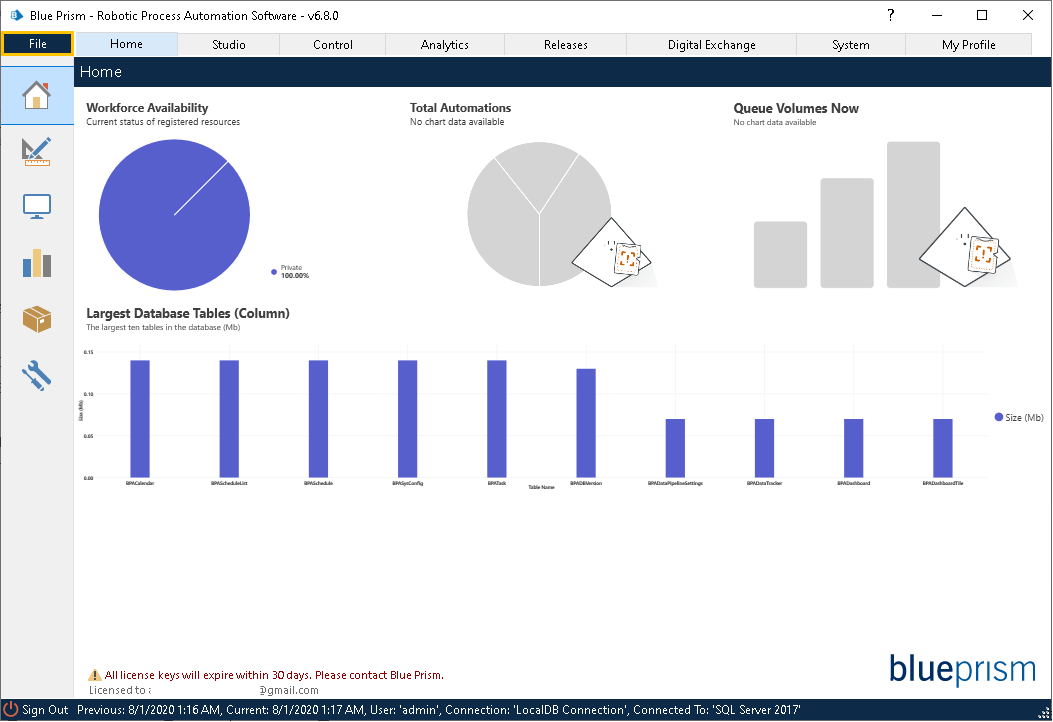 Blue Prism - Robotic Process Automation Software - v6.8.0
?
File Home Studio Control Analytics Releases Digital Exchange System My Profile
Home
Workforce Availability
Current status of registered resources
Private
100.00%
Total Automations
No chart data available
Queue Volumes Now
No chart data available
Largest Database Tables (Column)
The largest ten tables in the database (Mb)
0.15
0.10
0.05
0.00
Size (Mb)
BPACalendar BPAScheduleList BPASchedule BPASysConfig BPATask BPADBVersion BPADataPipelineSettings BPADataTracker BPADashboard BPADashboardTile
Table Name
Size (Mb)
All license keys will expire within 30 days. Please contact Blue Prism.
Licensed to : @gmail.com
blueprism
Sign Out Previous: 8/1/2020 1:16 AM, Current: 8/1/2020 1:17 AM, User: 'admin', Connection: 'LocalDB Connection', Connected To: 'SQL Server 2017'